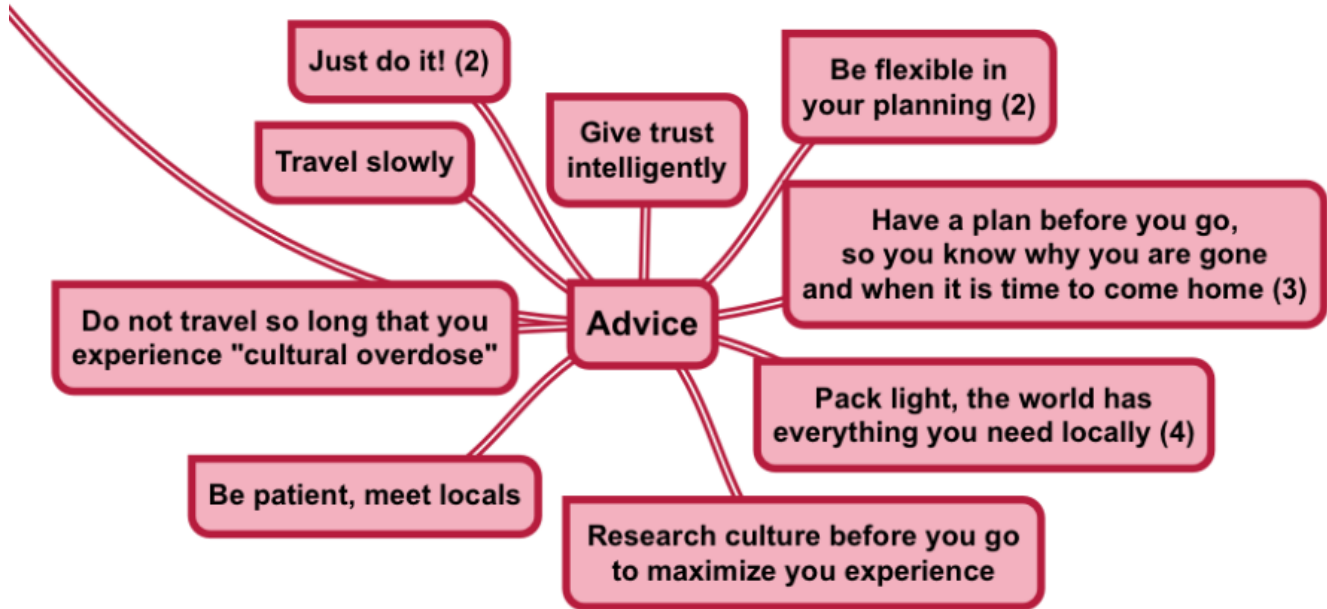 Just do it! (2)
Be flexible in
your planning (2)
Give trust
intelligently
Travel slowly
Have a plan before you go,
so you know why you are gone
and when it is time to come home (3)
Advice
Do not travel so long that you
experience "cultural overdose"
Pack light, the world has
everything you need locally (4)
Be patient, meet locals
Research culture before you go
to maximize you experience